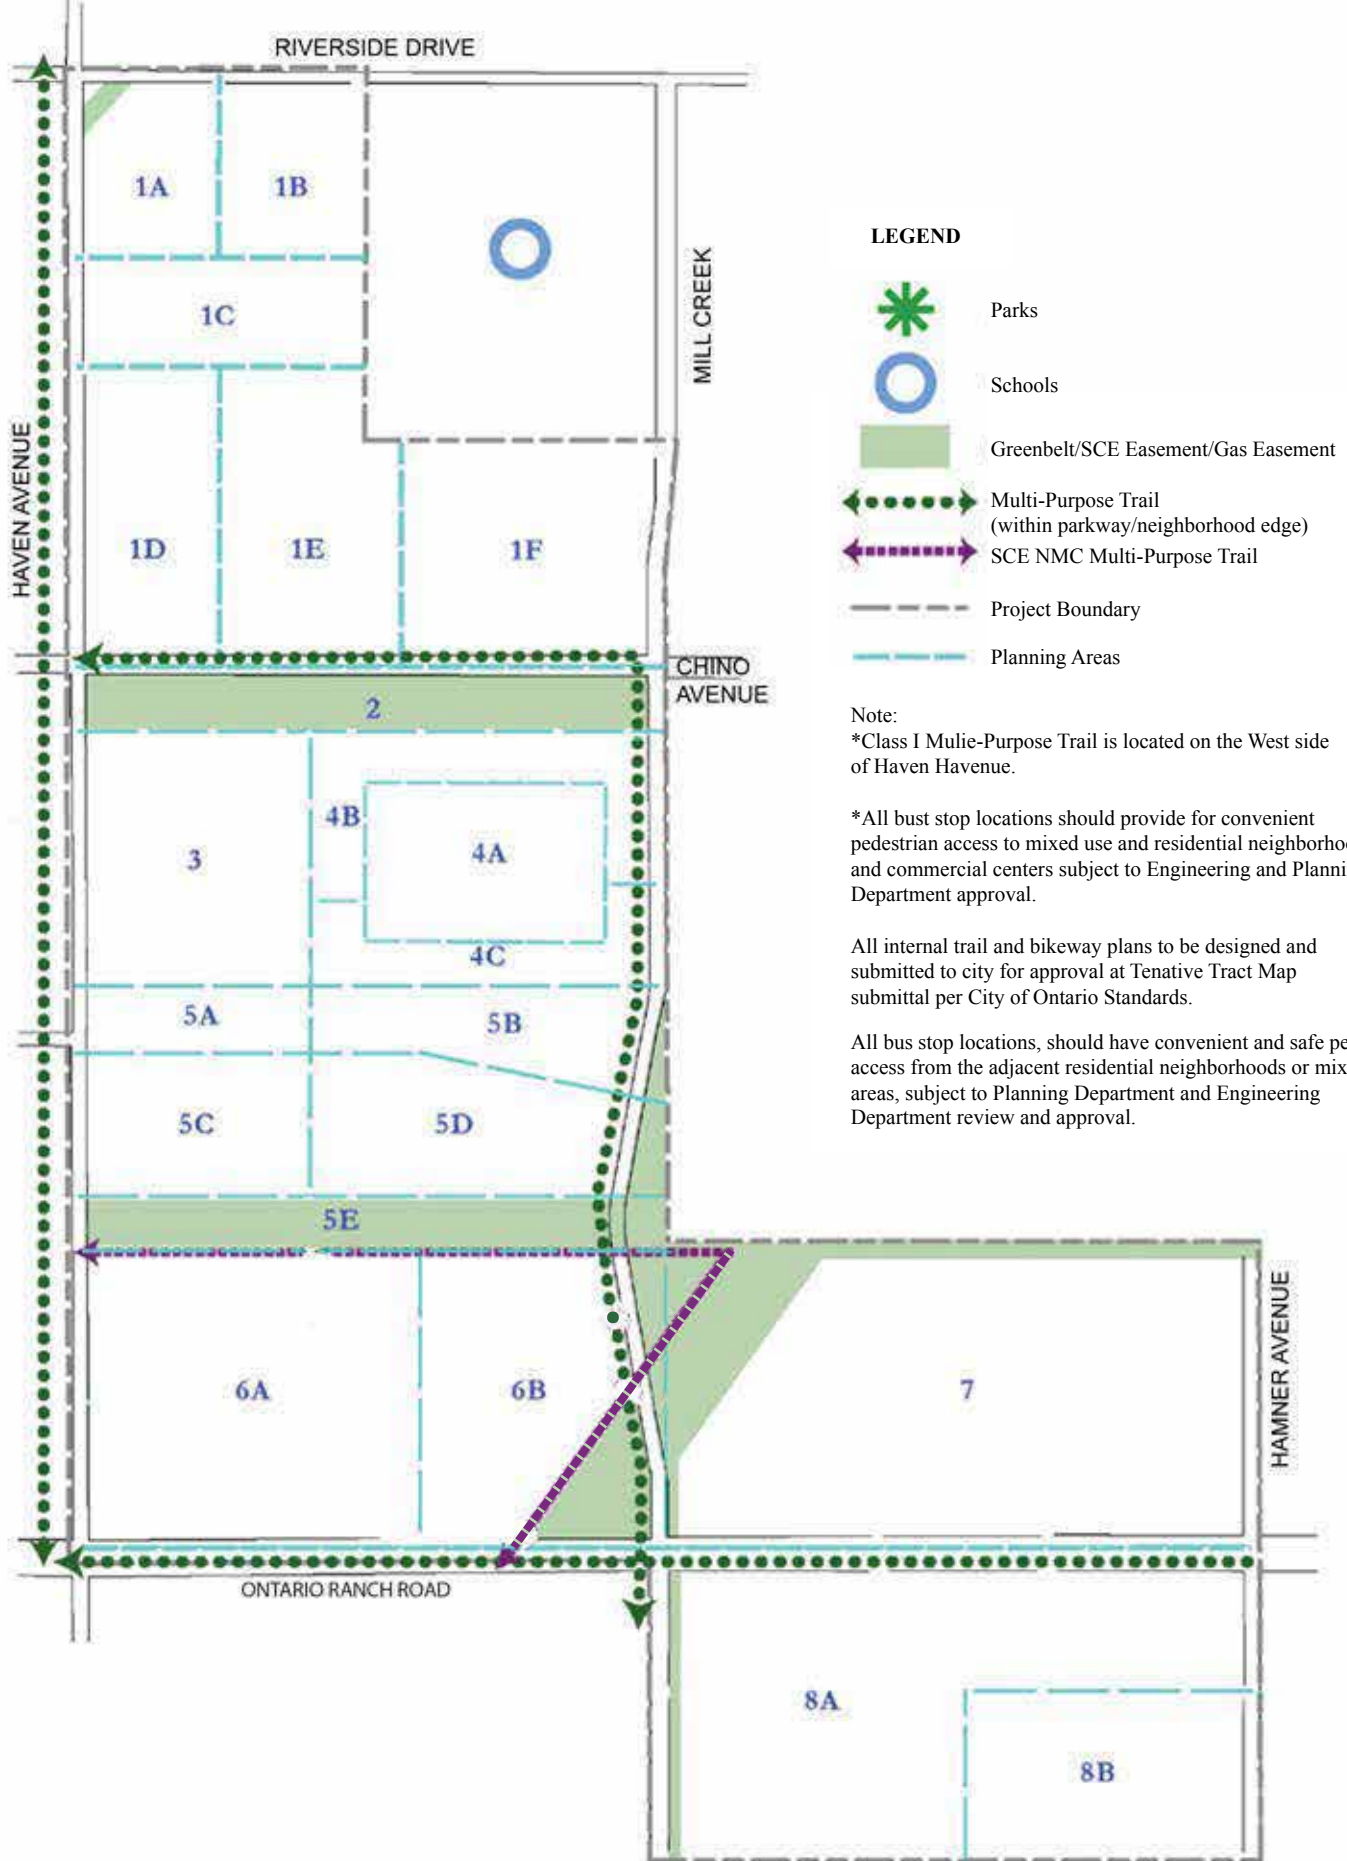 RIVERSIDE DRIVE
1A
1B
1C
HAVEN AVENUE
MILL CREEK
1D
1E
1F
CHINO
AVENUE
2
3
4B
4A
4C
5A
5B
5C
5D
5E
6A
6B
7
HAMNER AVENUE
ONTARIO RANCH ROAD
8A
8B
LEGEND
Parks
Schools
Greenbelt/SCE Easement/Gas Easement
Multi-Purpose Trail
(within parkway/neighborhood edge)
SCE NMC Multi-Purpose Trail
Project Boundary
Planning Areas
Note:
*Class I Mulie-Purpose Trail is located on the West side
of Haven Havenue.
*All bust stop locations should provide for convenient
pedestrian access to mixed use and residential neighborhoo
and commercial centers subject to Engineering and Planni
Department approval.
All internal trail and bikeway plans to be designed and
submitted to city for approval at Tenative Tract Map
submittal per City of Ontario Standards.
All bus stop locations, should have convenient and safe pe
access from the adjacent residential neighborhoods or mix
areas, subject to Planning Department and Engineering
Department review and approval.